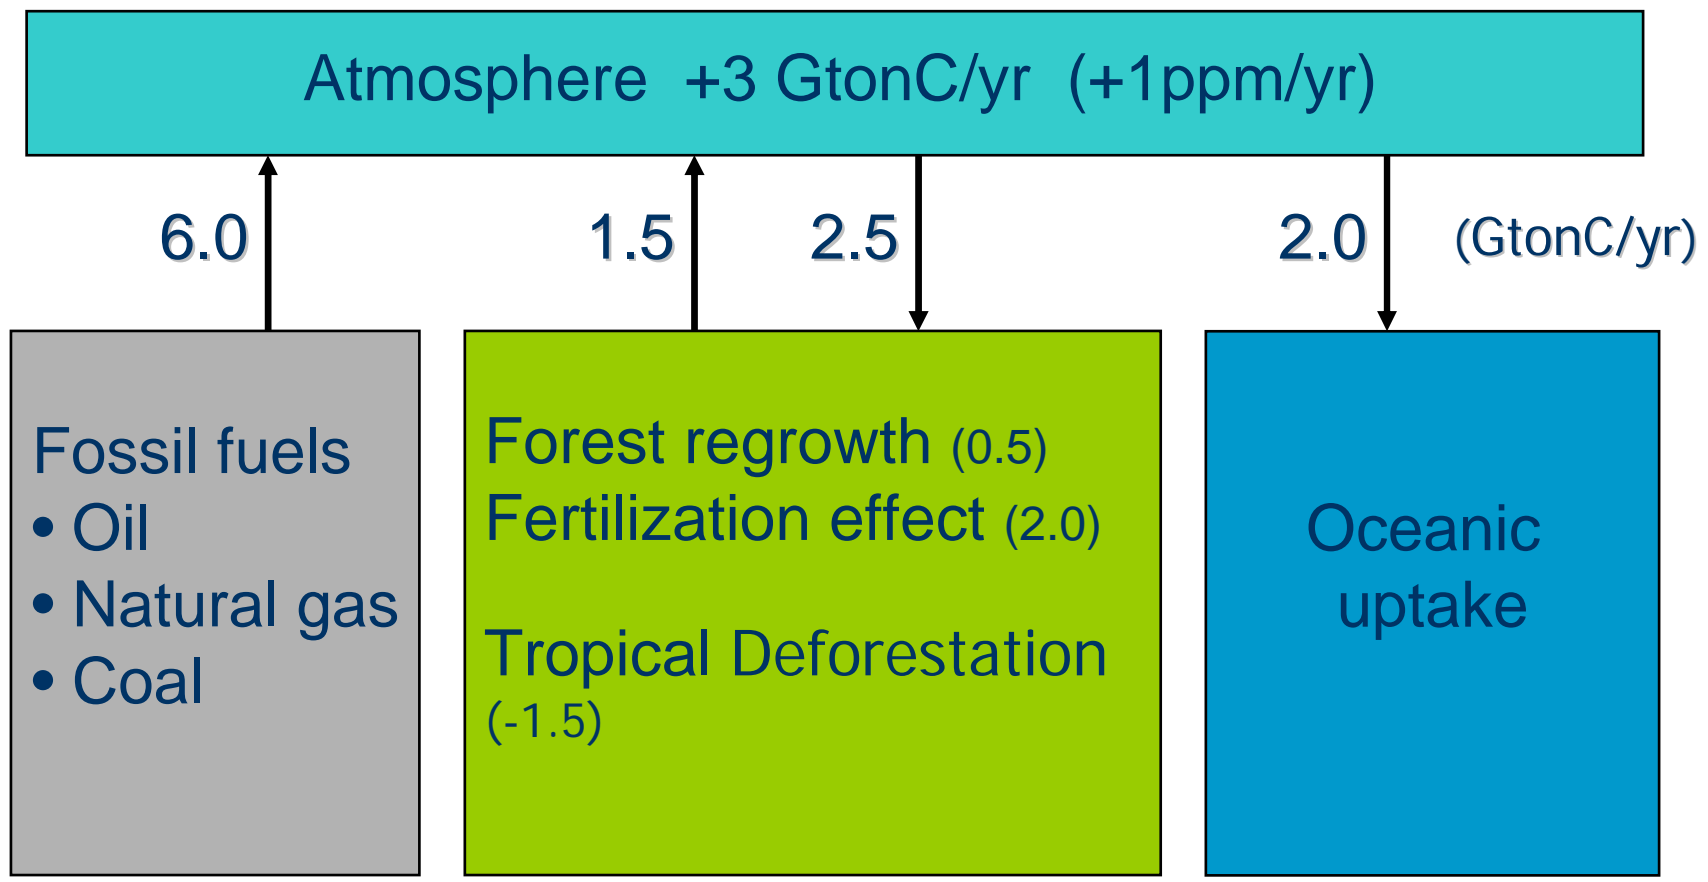 Atmosphere +3 GtonC/yr (+1ppm/yr)
6.0
1.5
2.5
2.0
(GtonC/yr)
Fossil fuels
• Oil
• Natural gas
• Coal
Forest regrowth (0.5)
Fertilization effect (2.0)
Tropical Deforestation
(-1.5)
Oceanic
uptake